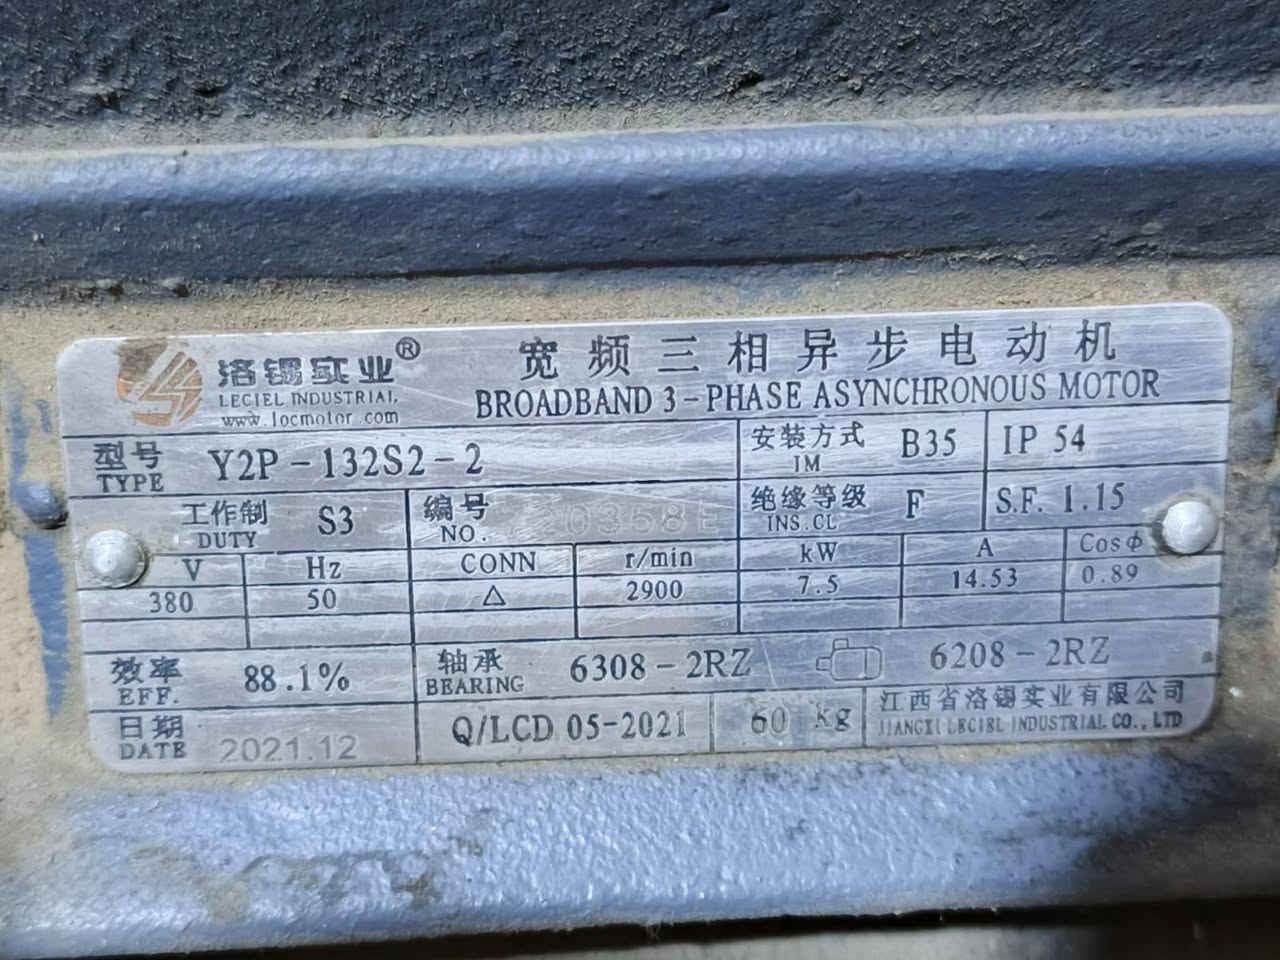 洛锡实业® 宽频三相异步电动机
LECIEL INDUSTRIAL BROADBAND 3-PHASE ASYNCHRONOUS MOTOR
www.locmotor.com
型号 Y2P-132S2-2 安装方式 B35 IP 54
TYPE IM
工作制 S3 编号 绝缘等级 F S.F. 1.15
DUTY NO. INS.CL
V Hz CONN r/min kW A CosΦ
380 50 △ 2900 7.5 14.53 0.89
效率 88.1% 轴承 6308-2RZ 6208-2RZ
EFF. BEARING
日期 2021.12 Q/LCD 05-2021 60 kg 江西省洛锡实业有限公司
DATE JIANGXI LECIEL INDUSTRIAL CO., LTD